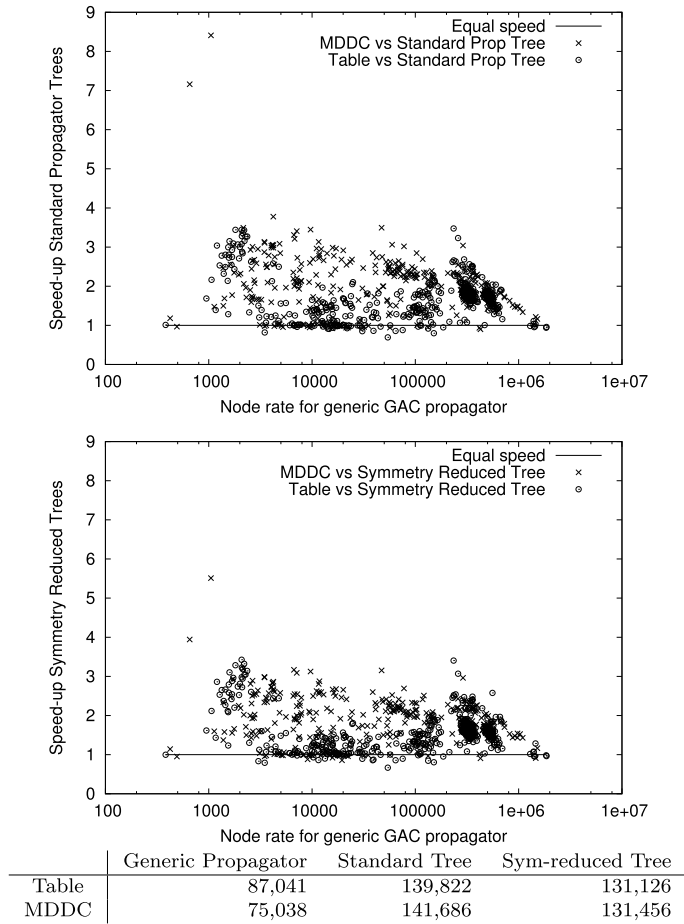 9
8
7
6
5
4
3
2
1
0
Speed-up Standard Propagator Trees
Equal speed
MDDC vs Standard Prop Tree
Table vs Standard Prop Tree
100 1000 10000 100000 1e+06 1e+07
Node rate for generic GAC propagator
9
8
7
6
5
4
3
2
1
0
Speed-up Symmetry Reduced Trees
Equal speed
MDDC vs Symmetry Reduced Tree
Table vs Symmetry Reduced Tree
100 1000 10000 100000 1e+06 1e+07
Node rate for generic GAC propagator
Generic Propagator Standard Tree Sym-reduced Tree
Table 87,041 139,822 131,126
MDDC 75,038 141,686 131,456